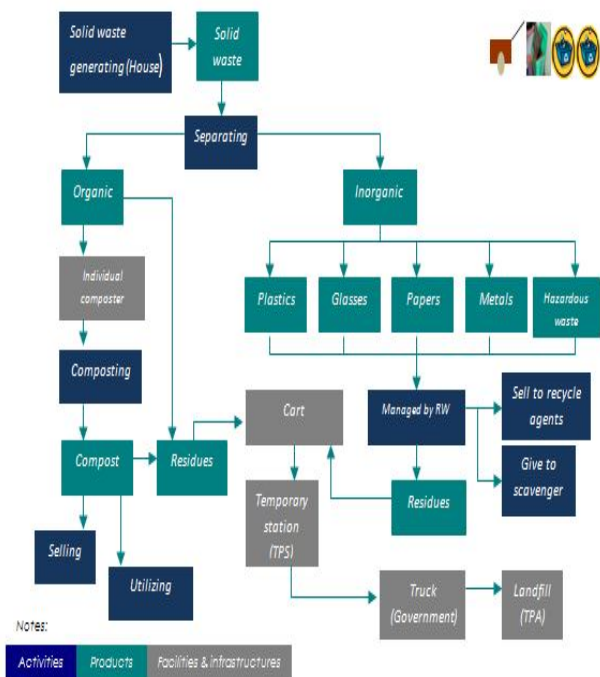 Solid waste
generating (House)
Solid
waste
Separating
Organic
Inorganic
Individual
composter
Plastics
Glasses
Papers
Metals
Hazardous
waste
Composting
Cart
Managed by RW
Sell to recycle
agents
Compost
Residues
Give to
scavenger
Temporary
station
(TPS)
Residues
Selling
Utilizing
Truck
(Government)
Landfill
(TPA)
Notes:
Activities
Products
Facilities & infrastructures